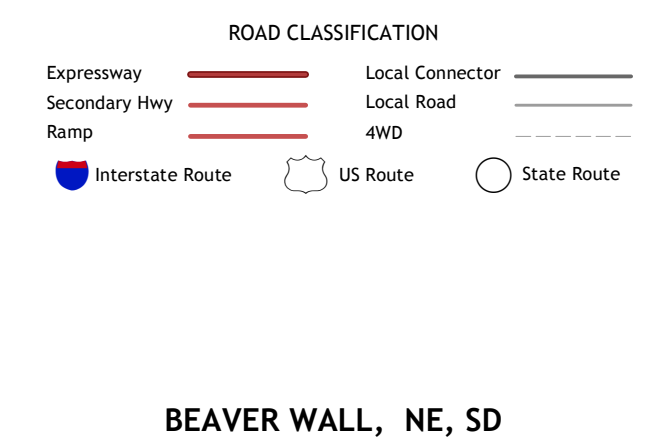 ROAD CLASSIFICATION
Expressway
Local Connector
Secondary Hwy
Local Road
Ramp
4WD
Interstate Route
US Route
State Route
BEAVER WALL, NE, SD